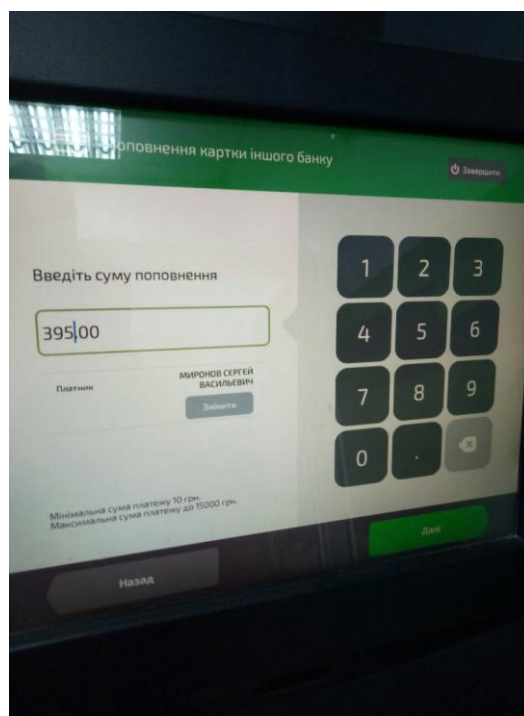 оповнення картки іншого банку
Завершити
Введіть суму поповнення
395,00
Платник
МИРОНОВ СЕРГЕЙ
ВАСИЛЬЕВИЧ
Змінити
Мінімальна сума платежу 10 грн.
Максимальна сума платежу до 15000 грн.
1 2 3
4 5 6
7 8 9
0 .
Далі
Назад